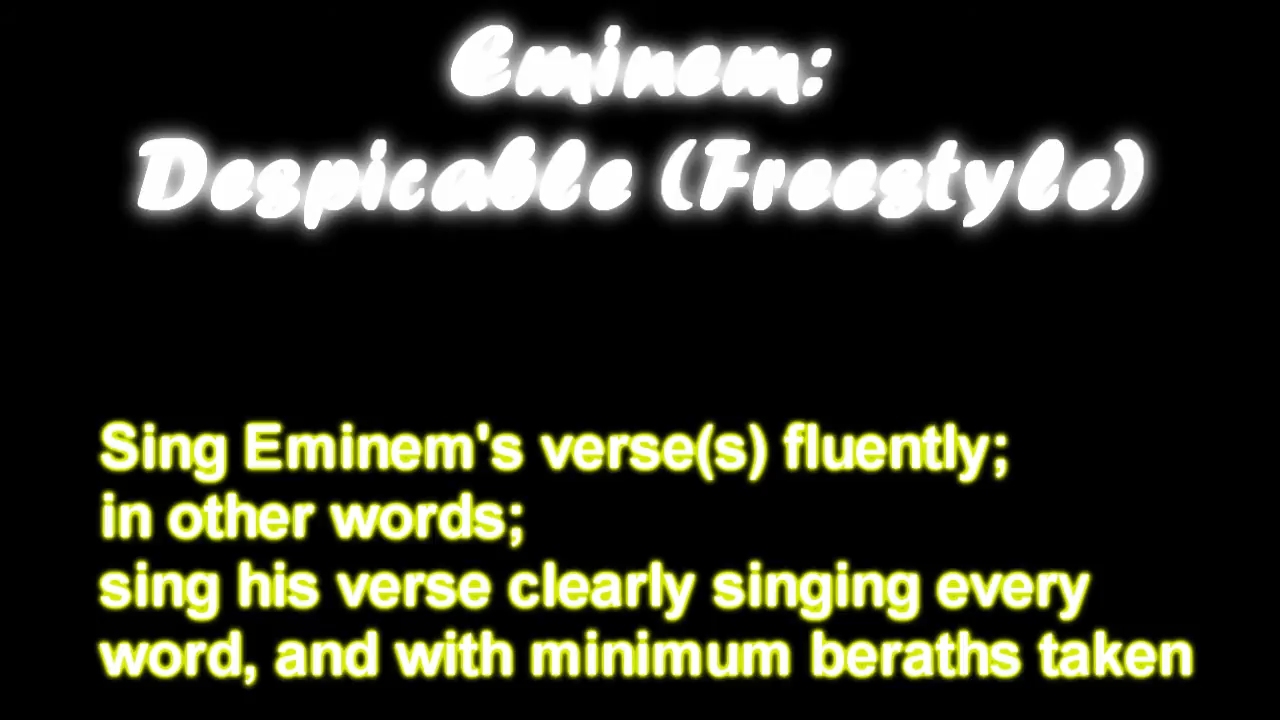 Eminem:
Despicable (Freestyle)
Sing Eminem's verse(s) fluently;
in other words;
sing his verse clearly singing every
word, and with minimum beraths taken